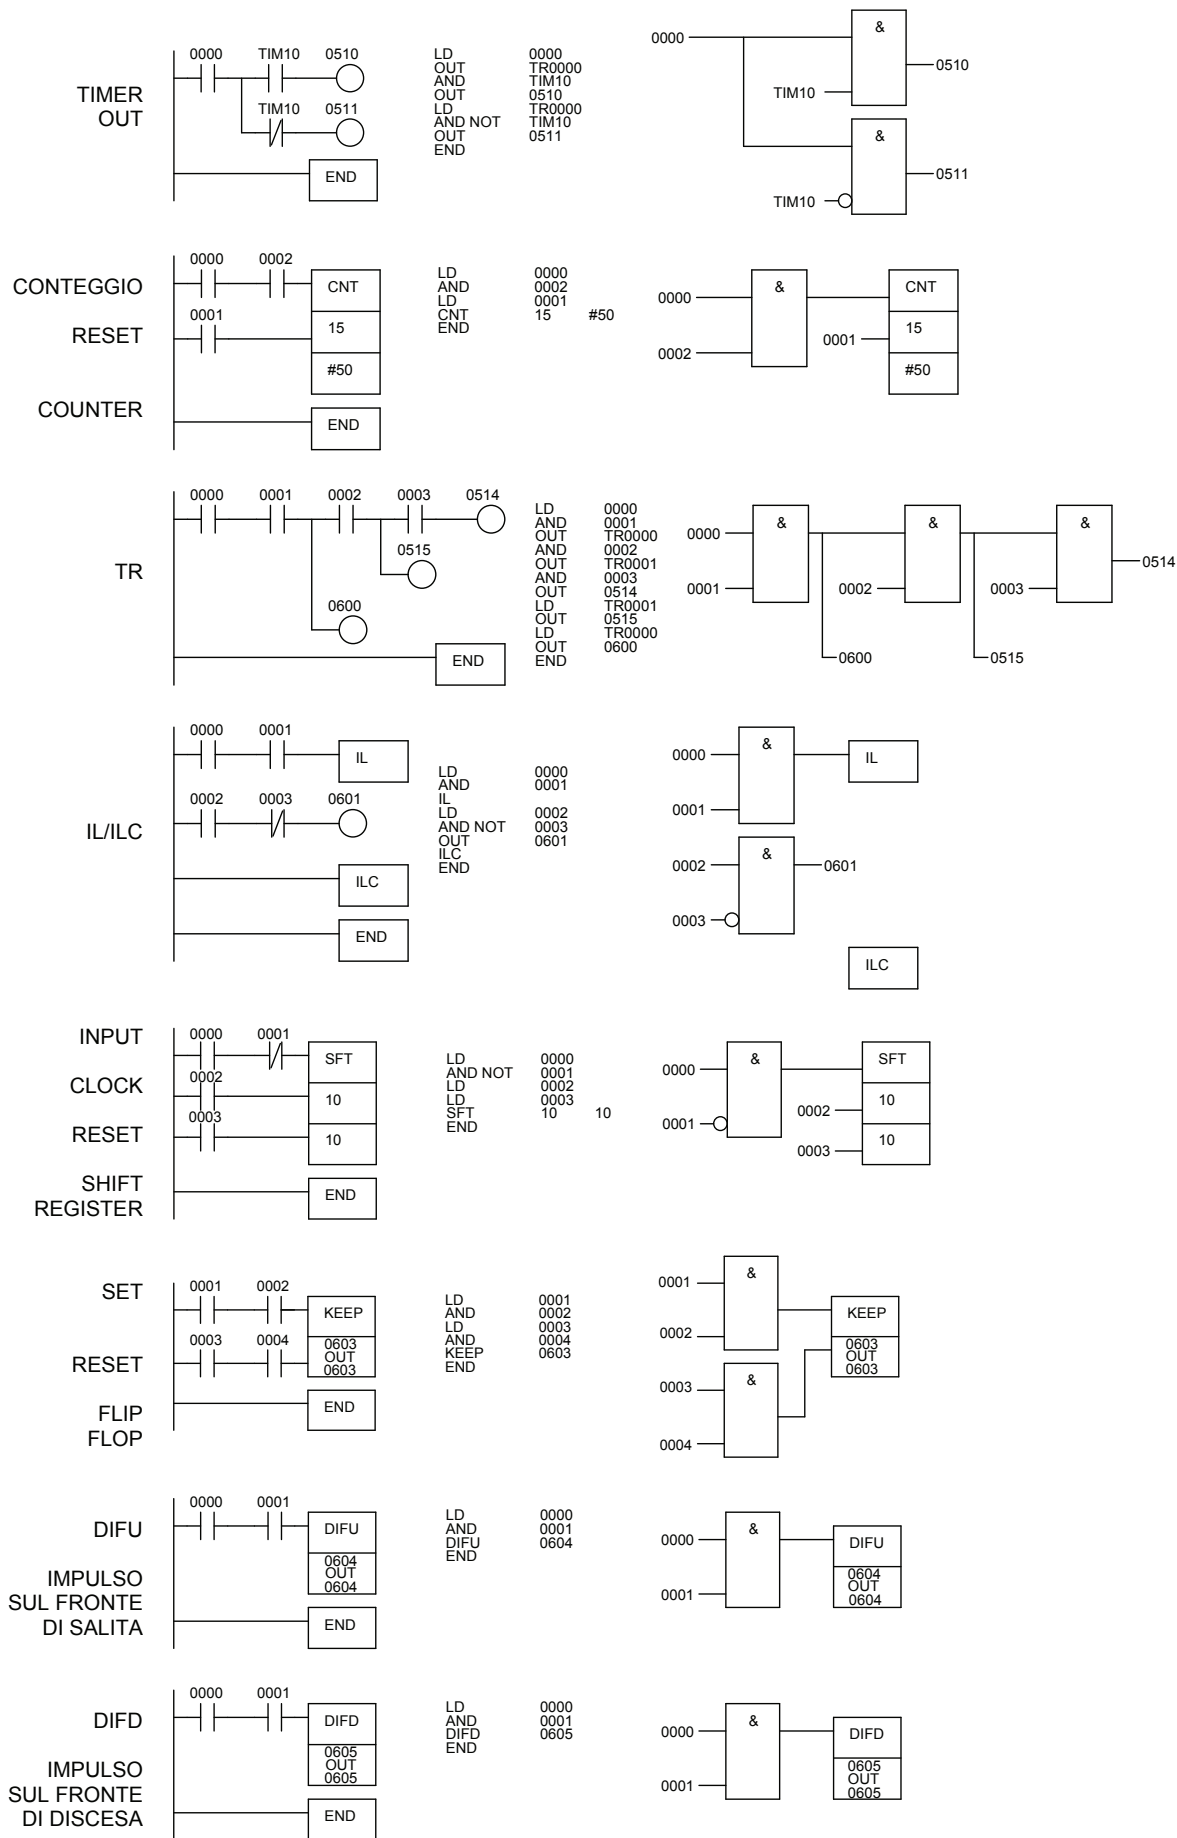 TIMER
OUT
0000 TIM10 0510
TIM10 0511
END
LD 0000
OUT TR0000
AND TIM10
OUT 0510
LD TR0000
AND NOT TIM10
OUT 0511
END
0000
&
0510
TIM10
&
0511
TIM10
CONTEGGIO
RESET
COUNTER
0000 0002
CNT
0001
15
#50
END
LD 0000
AND 0002
LD 0001
CNT 15 #50
END
0000
&
CNT
0002
0001
15
#50
TR
0000 0001 0002 0003 0514
0515
0600
END
LD 0000
AND 0001
OUT TR0000
AND 0002
OUT TR0001
AND 0003
OUT 0514
LD TR0001
OUT 0515
LD TR0000
OUT 0600
END
0000
&
&
&
0514
0001
0002
0003
0600
0515
IL/ILC
0000 0001
IL
0002 0003 0601
ILC
END
LD 0000
AND 0001
IL
LD 0002
AND NOT 0003
OUT 0601
ILC
END
0000
&
IL
0001
0002
&
0601
0003
ILC
INPUT
CLOCK
RESET
SHIFT
REGISTER
0000 0001
SFT
0002
10
0003
10
END
LD 0000
AND NOT 0001
LD 0002
LD 0003
SFT 10 10
END
0000
&
SFT
0001
0002
10
0003
10
SET
RESET
FLIP
FLOP
0001 0002
KEEP
0003 0004
0603
OUT
0603
END
LD 0001
AND 0002
LD 0003
AND 0004
KEEP 0603
END
0001
&
0002
KEEP
0603
OUT
0603
0003
&
0004
DIFU
IMPULSO
SUL FRONTE
DI SALITA
0000 0001
DIFU
0604
OUT
0604
END
LD 0000
AND 0001
DIFU 0604
END
0000
&
DIFU
0001
0604
OUT
0604
DIFD
IMPULSO
SUL FRONTE
DI DISCESA
0000 0001
DIFD
0605
OUT
0605
END
LD 0000
AND 0001
DIFD 0605
END
0000
&
DIFD
0001
0605
OUT
0605